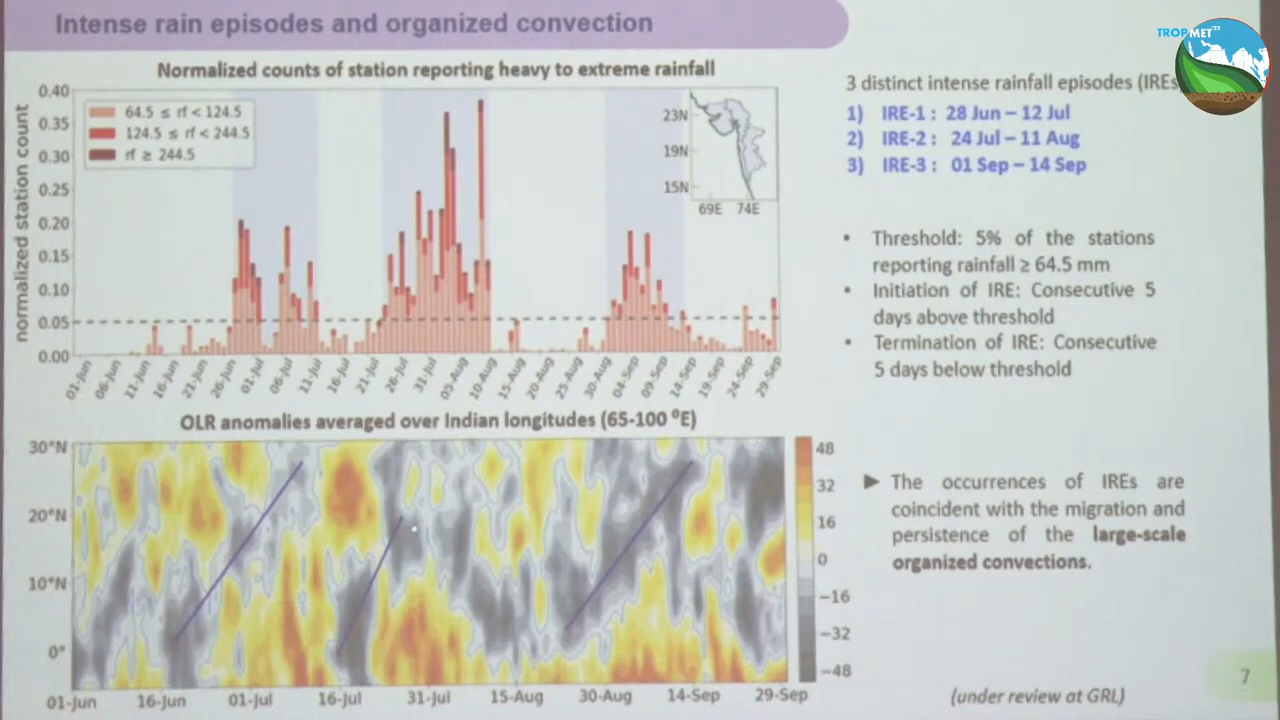 Intense rain episodes and organized convection
TROPMET'22
Normalized counts of station reporting heavy to extreme rainfall
normalized station count
0.40
0.35
0.30
0.25
0.20
0.15
0.10
0.05
0.00
64.5 ≤ rf < 124.5
124.5 ≤ rf < 244.5
rf ≥ 244.5
23N
19N
15N
69E 74E
01-Jun 06-Jun 11-Jun 16-Jun 21-Jun 26-Jun 01-Jul 06-Jul 11-Jul 16-Jul 21-Jul 26-Jul 31-Jul 05-Aug 10-Aug 15-Aug 20-Aug 25-Aug 30-Aug 04-Sep 09-Sep 14-Sep 19-Sep 24-Sep 29-Sep
3 distinct intense rainfall episodes (IREs
1) IRE-1 : 28 Jun – 12 Jul
2) IRE-2 : 24 Jul – 11 Aug
3) IRE-3 : 01 Sep – 14 Sep
• Threshold: 5% of the stations
reporting rainfall ≥ 64.5 mm
• Initiation of IRE: Consecutive 5
days above threshold
• Termination of IRE: Consecutive
5 days below threshold
OLR anomalies averaged over Indian longitudes (65-100 ⁰E)
30°N
20°N
10°N
0°
01-Jun 16-Jun 01-Jul 16-Jul 31-Jul 15-Aug 30-Aug 14-Sep 29-Sep
48
32
16
0
−16
−32
−48
► The occurrences of IREs are
coincident with the migration and
persistence of the large-scale
organized convections.
(under review at GRL)
7